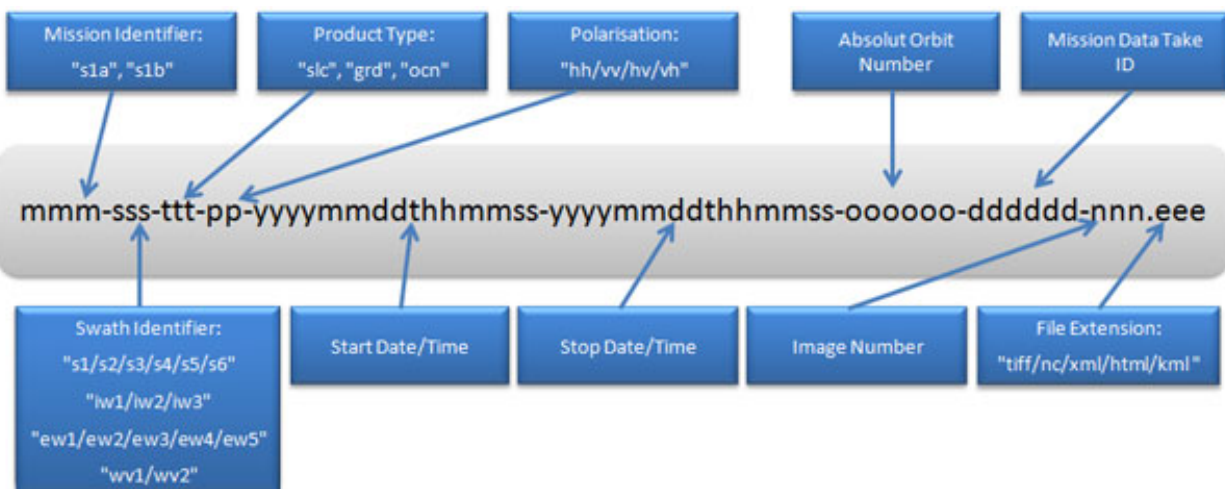 Mission Identifier:
"s1a", "s1b"
Product Type:
"slc", "grd", "ocn"
Polarisation:
"hh/vv/hv/vh"
Absolut Orbit
Number
Mission Data Take
ID
mmm-sss-ttt-pp-yyyymmddthhmmss-yyyymmddthhmmss-oooooo-dddddd-nnn.eee
Swath Identifier:
"s1/s2/s3/s4/s5/s6"
"iw1/iw2/iw3"
"ew1/ew2/ew3/ew4/ew5"
"wv1/wv2"
Start Date/Time
Stop Date/Time
Image Number
File Extension:
"tiff/nc/xml/html/kml"